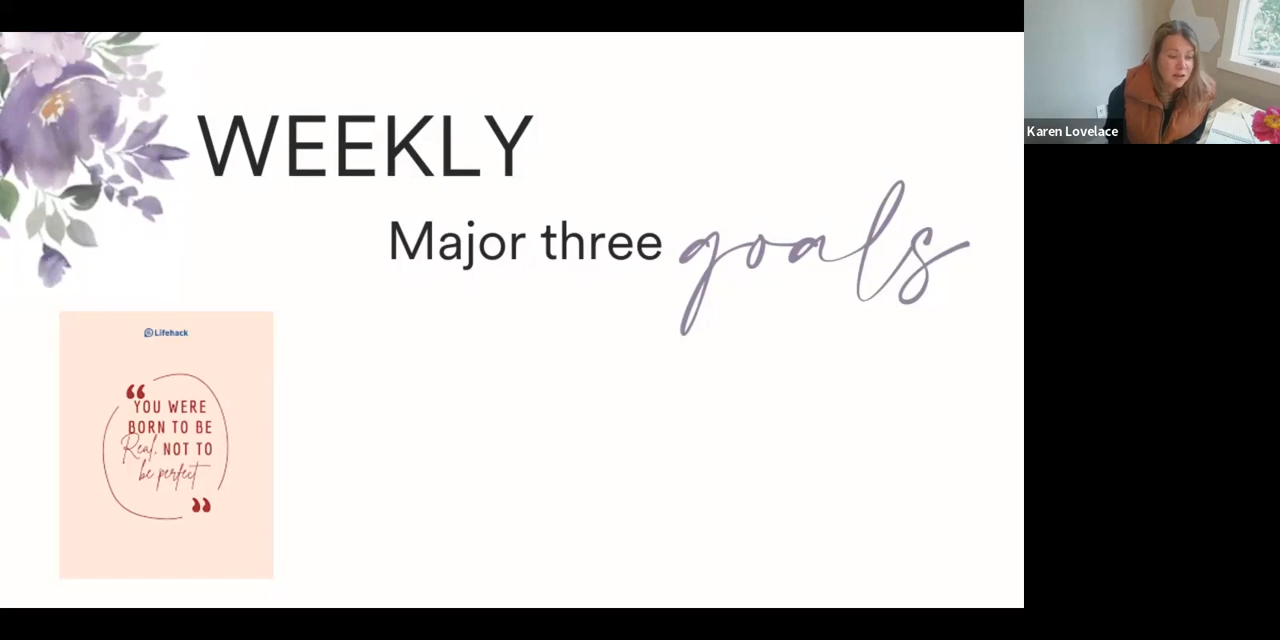 WEEKLY
Major three goals
Lifehack
“ YOU WERE
BORN TO BE
Real, NOT TO
be perfect
”
Karen Lovelace